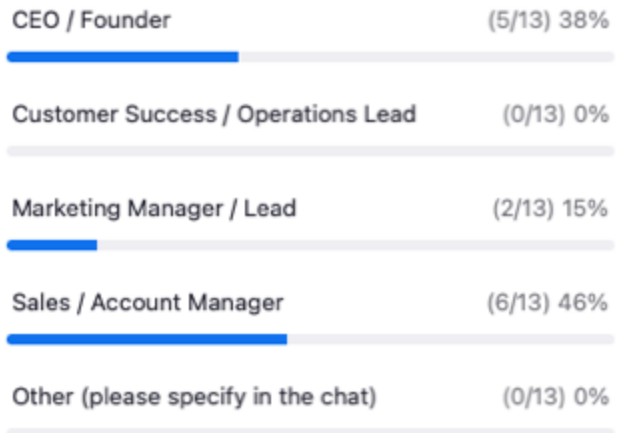 CEO / Founder (5/13) 38%
Customer Success / Operations Lead (0/13) 0%
Marketing Manager / Lead (2/13) 15%
Sales / Account Manager (6/13) 46%
Other (please specify in the chat) (0/13) 0%